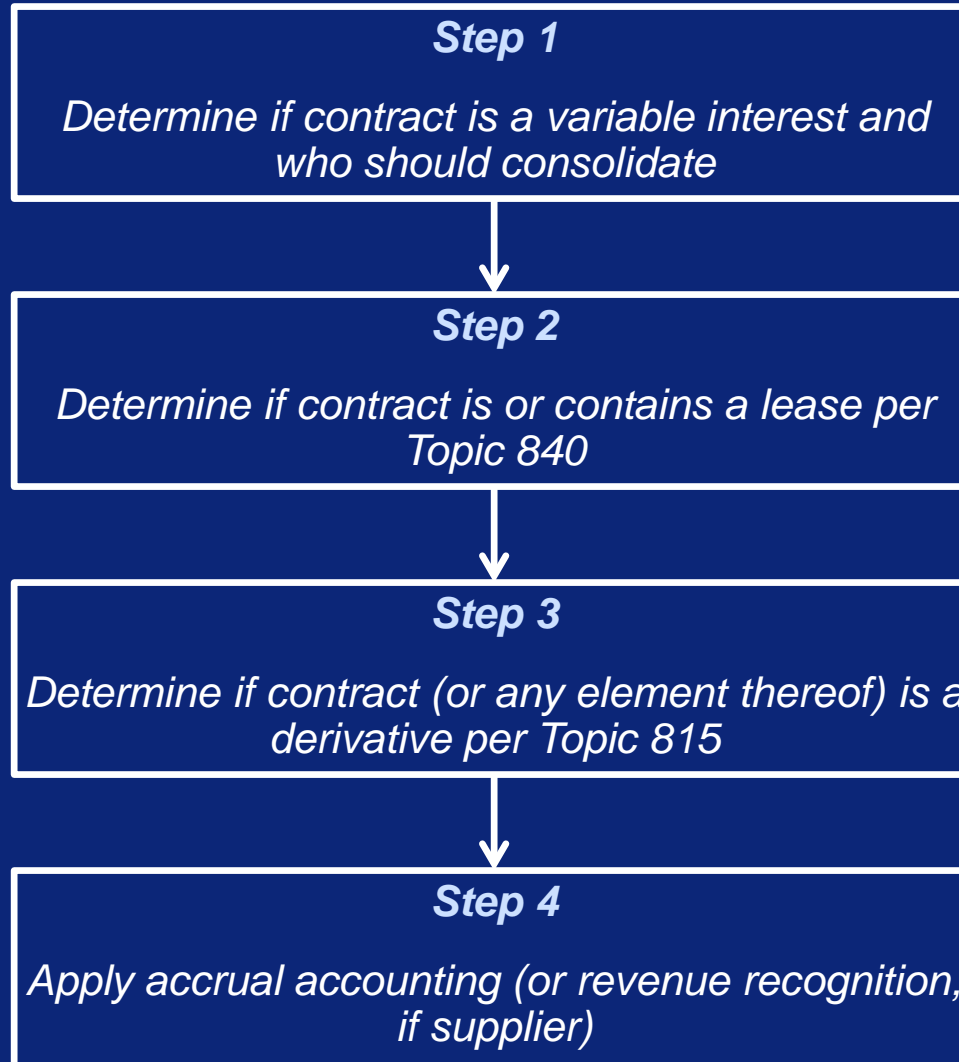 Step 1
Determine if contract is a variable interest and
who should consolidate
Step 2
Determine if contract is or contains a lease per
Topic 840
Step 3
Determine if contract (or any element thereof) is a
derivative per Topic 815
Step 4
Apply accrual accounting (or revenue recognition,
if supplier)